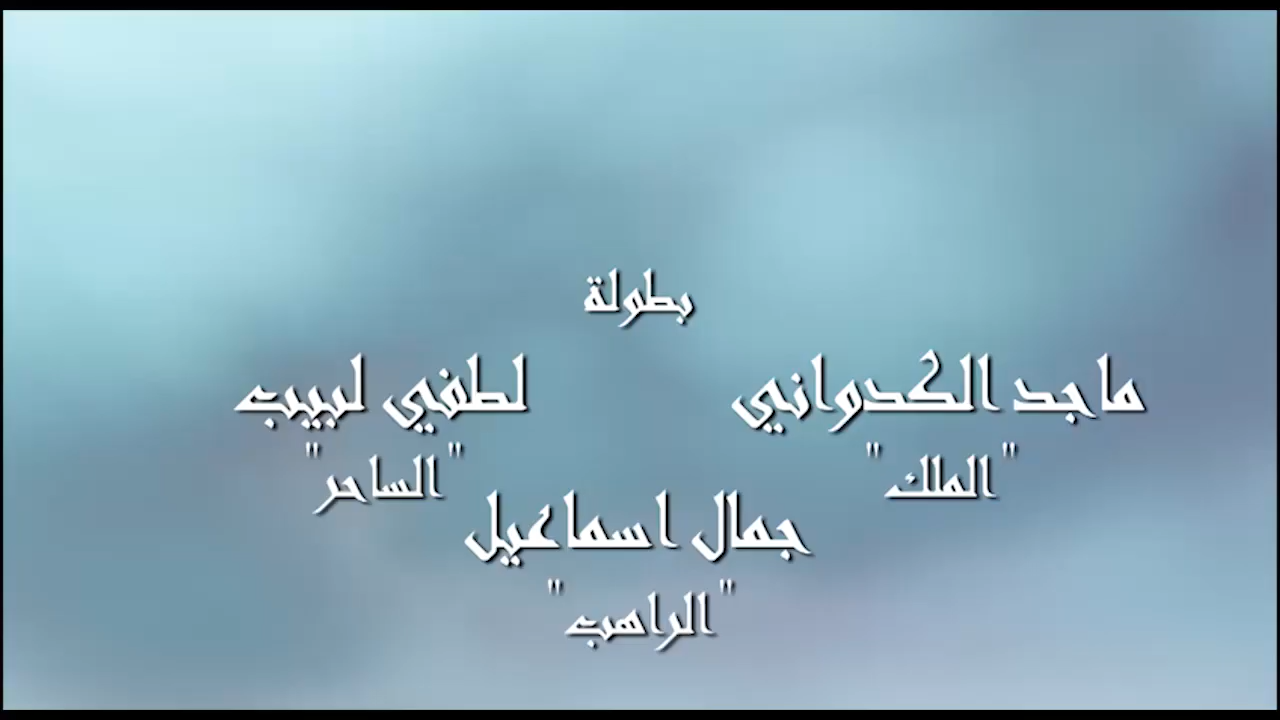 بطولة
ماجد الكدواني
لطفي لبيب
"الملك"
"الساحر"
جمال اسماعيل
"الراهب"